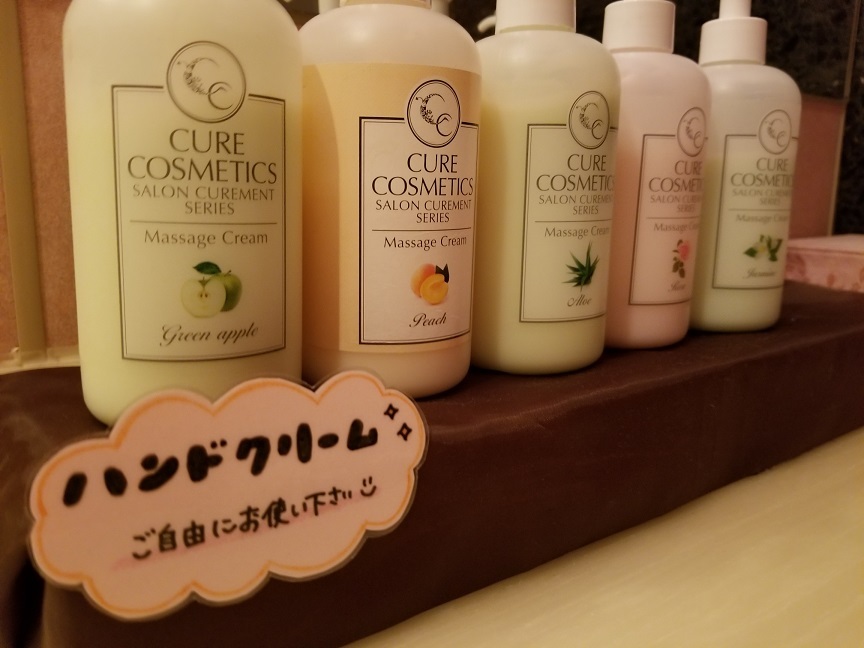 CURE
COSMETICS
SALON CUREMENT
SERIES
Massage Cream
Green apple
CURE
COSMETICS
SALON CUREMENT
SERIES
Massage Cream
Peach
CURE
COSMETICS
SALON CUREMENT
SERIES
Massage Cream
Aloe
CURE
COSMETICS
SALON CUREMENT
SERIES
Massage Cream
Rose
CURE
COSMETICS
SALON CUREMENT
SERIES
Massage Cream
Jasmine
ハンドクリーム
ご自由にお使い下さい